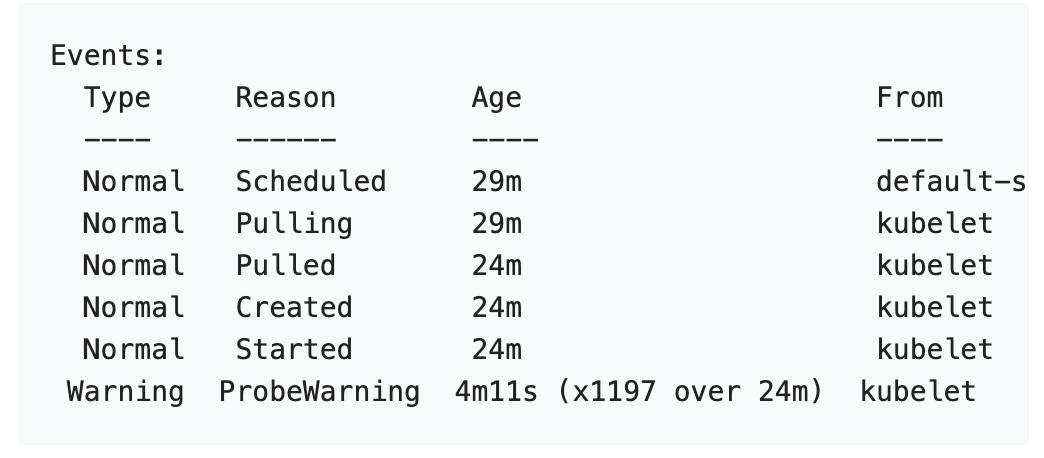 Events:
Type Reason Age From
---- ------ ---- ----
Normal Scheduled 29m default-s
Normal Pulling 29m kubelet
Normal Pulled 24m kubelet
Normal Created 24m kubelet
Normal Started 24m kubelet
Warning ProbeWarning 4m11s (x1197 over 24m) kubelet